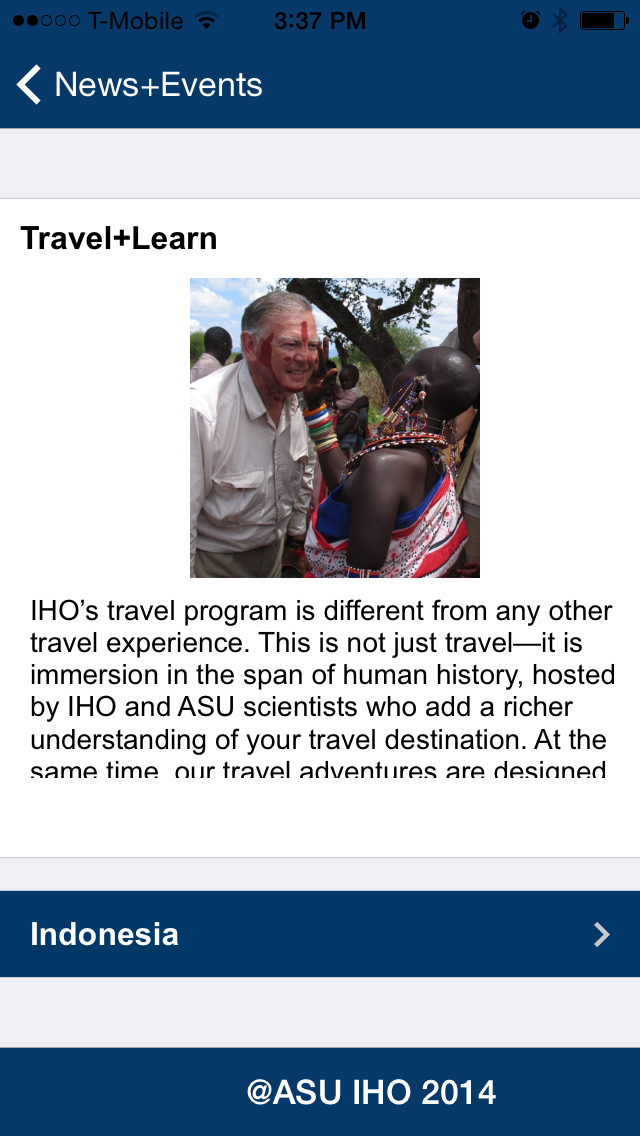 T-Mobile 3:37 PM
News+Events
Travel+Learn
IHO’s travel program is different from any other
travel experience. This is not just travel—it is
immersion in the span of human history, hosted
by IHO and ASU scientists who add a richer
understanding of your travel destination. At the
same time, our travel adventures are designed
Indonesia
@ASU IHO 2014